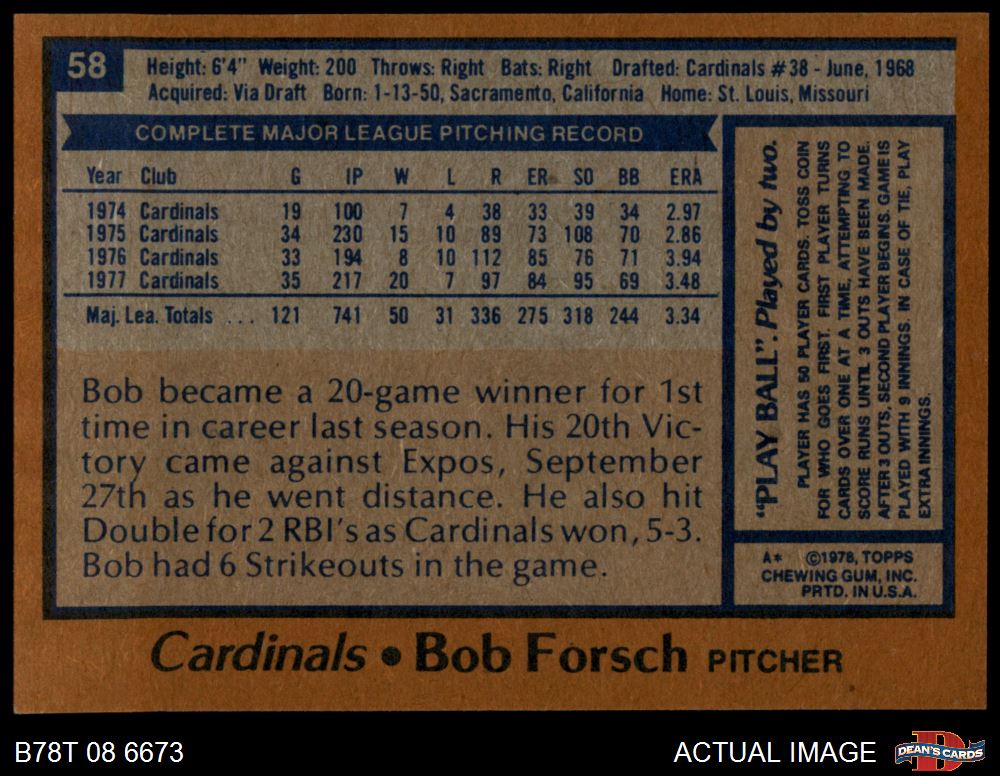 58
Height: 6'4" Weight: 200 Throws: Right Bats: Right Drafted: Cardinals #38 - June, 1968
Acquired: Via Draft Born: 1-13-50, Sacramento, California Home: St. Louis, Missouri
COMPLETE MAJOR LEAGUE PITCHING RECORD
Year Club G IP W L R ER SO BB ERA
1974 Cardinals 19 100 7 4 38 33 39 34 2.97
1975 Cardinals 34 230 15 10 89 73 108 70 2.86
1976 Cardinals 33 194 8 10 112 85 76 71 3.94
1977 Cardinals 35 217 20 7 97 84 95 69 3.48
Maj. Lea. Totals ... 121 741 50 31 336 275 318 244 3.34
Bob became a 20-game winner for 1st
time in career last season. His 20th Vic-
tory came against Expos, September
27th as he went distance. He also hit
Double for 2 RBI's as Cardinals won, 5-3.
Bob had 6 Strikeouts in the game.
"PLAY BALL". Played by two.
PLAYER HAS 50 PLAYER CARDS. TOSS COIN
FOR WHO GOES FIRST. FIRST PLAYER TURNS
CARDS OVER ONE AT A TIME, ATTEMPTING TO
SCORE RUNS UNTIL 3 OUTS HAVE BEEN MADE.
AFTER 3 OUTS, SECOND PLAYER BEGINS. GAME IS
PLAYED WITH 9 INNINGS. IN CASE OF TIE, PLAY
EXTRA INNINGS.
A* ©1978, TOPPS
CHEWING GUM, INC.
PRTD. IN U.S.A.
Cardinals • Bob Forsch PITCHER
B78T 08 6673
ACTUAL IMAGE
D
DEAN'S CARDS